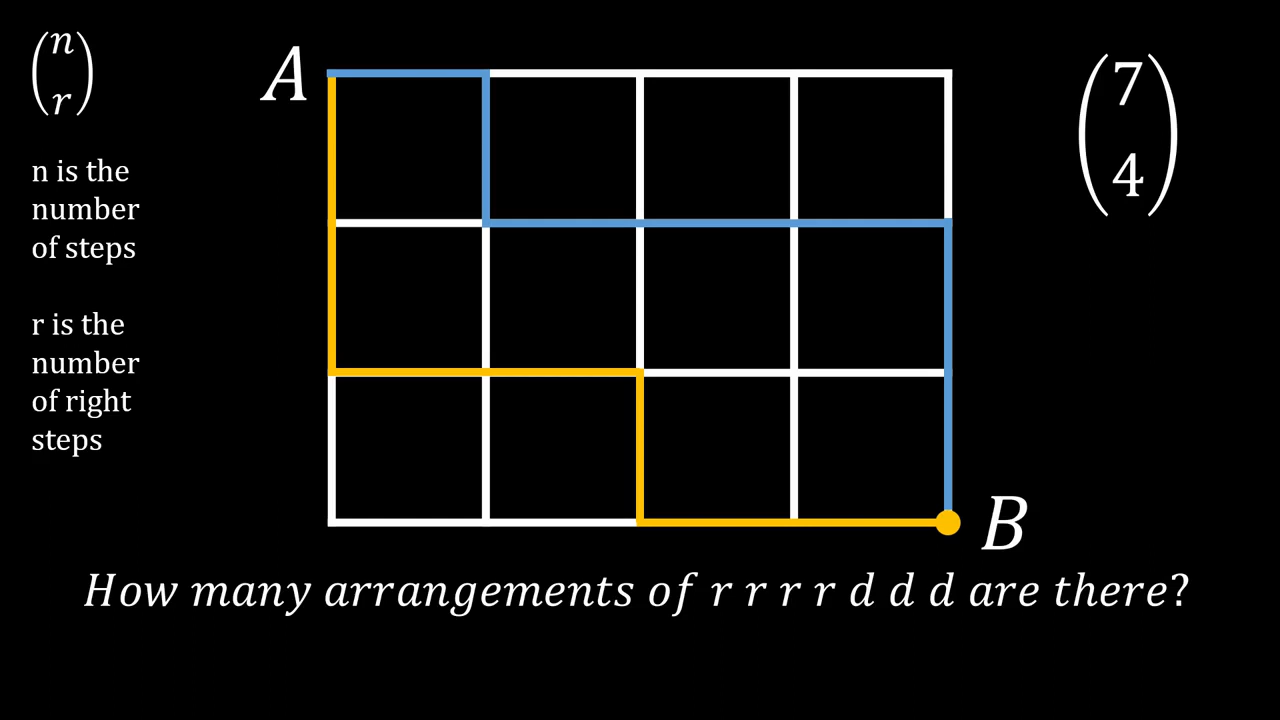 (n
r)
n is the
number
of steps
r is the
number
of right
steps
A
(7
4)
B
How many arrangements of r r r r d d d are there?